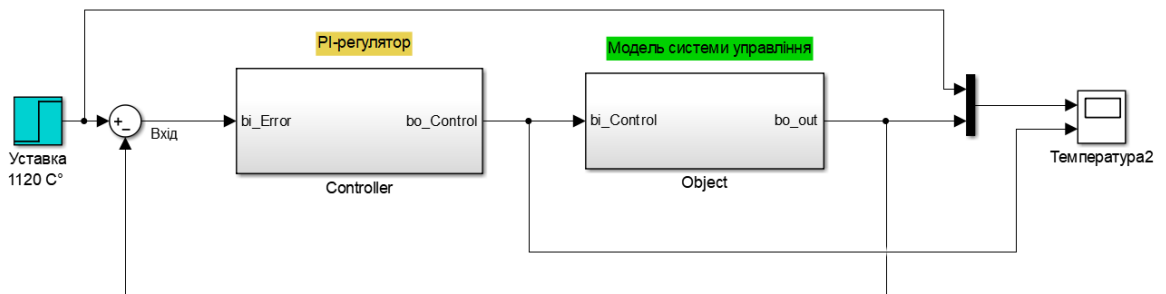 PI-регулятор
Модель системи управління
bi_Error
bo_Control
bi_Control
bo_out
Вхід
Уставка
1120 C°
Controller
Object
Температура2